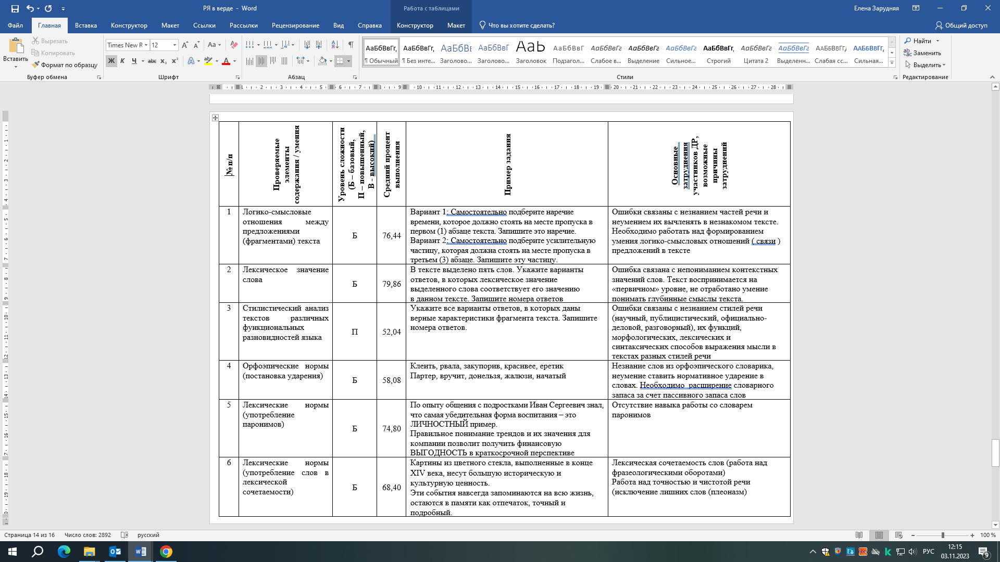 РЯ в верде - Word
Работа с таблицами
Елена Зарудняя
Файл
Главная
Вставка
Конструктор
Макет
Ссылки
Рассылки
Рецензирование
Вид
Справка
Конструктор
Макет
Что вы хотите сделать?
Общий доступ
Вставить
Вырезать
Копировать
Формат по образцу
Буфер обмена
Times New R
12
Шрифт
Абзац
¶ Обычный
¶ Без инте...
Заголово...
Заголово...
Заголовок
Подзагол...
Слабое в...
Выделение
Сильное...
Строгий
Цитата 2
Выделенн...
Слабая сс...
Сильная...
Стили
Найти
Заменить
Выделить
Редактирование
№ п/п
Проверяемые
элементы
содержания / умения
Уровень сложности
(Б – базовый,
П – повышенный,
В - высокий)
Средний процент
выполнения
Пример задания
Основные
затруднения
участников ДР,
возможные
причины
затруднений
1
Логико-смысловые
отношения между
предложениями
(фрагментами) текста
Б
76,44
Вариант 1: Самостоятельно подберите наречие
времени, которое должно стоять на месте пропуска в
первом (1) абзаце текста. Запишите это наречие.
Вариант 2: Самостоятельно подберите усилительную
частицу, которая должна стоять на месте пропуска в
третьем (3) абзаце. Запишите эту частицу.
Ошибки связаны с незнанием частей речи и
неумением их вычленять в незнакомом тексте.
Необходимо работать над формированием
умения логико-смысловых отношений ( связи )
предложений в тексте
2
Лексическое значение
слова
Б
79,86
В тексте выделено пять слов. Укажите варианты
ответов, в которых лексическое значение
выделенного слова соответствует его значению
в данном тексте. Запишите номера ответов
Ошибка связана с непониманием контекстных
значений слов. Текст воспринимается на
«первичном» уровне, не отработано умение
понимать глубинные смыслы текста.
3
Стилистический анализ
текстов различных
функциональных
разновидностей языка
П
52,04
Укажите все варианты ответов, в которых даны
верные характеристики фрагмента текста. Запишите
номера ответов.
Ошибки связаны с незнанием стилей речи
(научный, публицистический, официально-
деловой, разговорный), их функций,
морфологических, лексических и
синтаксических способов выражения мысли в
текстах разных стилей речи
4
Орфоэпические нормы
(постановка ударения)
Б
58,08
Клеить, рвала, закупорив, красивее, еретик
Партер, вручит, донельзя, жалюзи, начатый
Незнание слов из орфоэпического словарика,
неумение ставить нормативное ударение в
словах. Необходимо расширение словарного
запаса за счет пассивного запаса слов
5
Лексические нормы
(употребление
паронимов)
Б
74,80
По опыту общения с подростками Иван Сергеевич знал,
что самая убедительная форма воспитания – это
ЛИЧНОСТНЫЙ пример.
Правильное понимание трендов и их значения для
компании позволит получить финансовую
ВЫГОДНОСТЬ в краткосрочной перспективе
Отсутствие навыка работы со словарем
паронимов
6
Лексические нормы
(употребление слов в
лексической
сочетаемости)
Б
68,40
Картины из цветного стекла, выполненные в конце
XIV века, несут большую историческую и
культурную ценность.
Эти события навсегда запоминаются на всю жизнь,
остаются в памяти как отпечаток, точный и
подробный.
Лексическая сочетаемость слов (работа над
фразеологическими оборотами)
Работа над точностью и чистотой речи
(исключение лишних слов (плеоназм)
Страница 14 из 16
Число слов: 2892
русский
100 %
РУС
12:15
03.11.2023
9